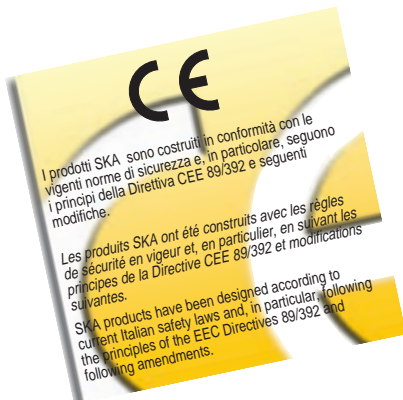 CE
I prodotti SKA sono costruiti in conformità con le
vigenti norme di sicurezza e, in particolare, seguono
i principi della Direttiva CEE 89/392 e seguenti
modifiche.
Les produits SKA ont été construits avec les règles
de sécurité en vigeur et, en particulier, en suivant les
principes de la Directive CEE 89/392 et modifications
suivantes.
SKA products have been designed according to
current Italian safety laws and, in particular, following
the principles of the EEC Directives 89/392 and
following amendments.